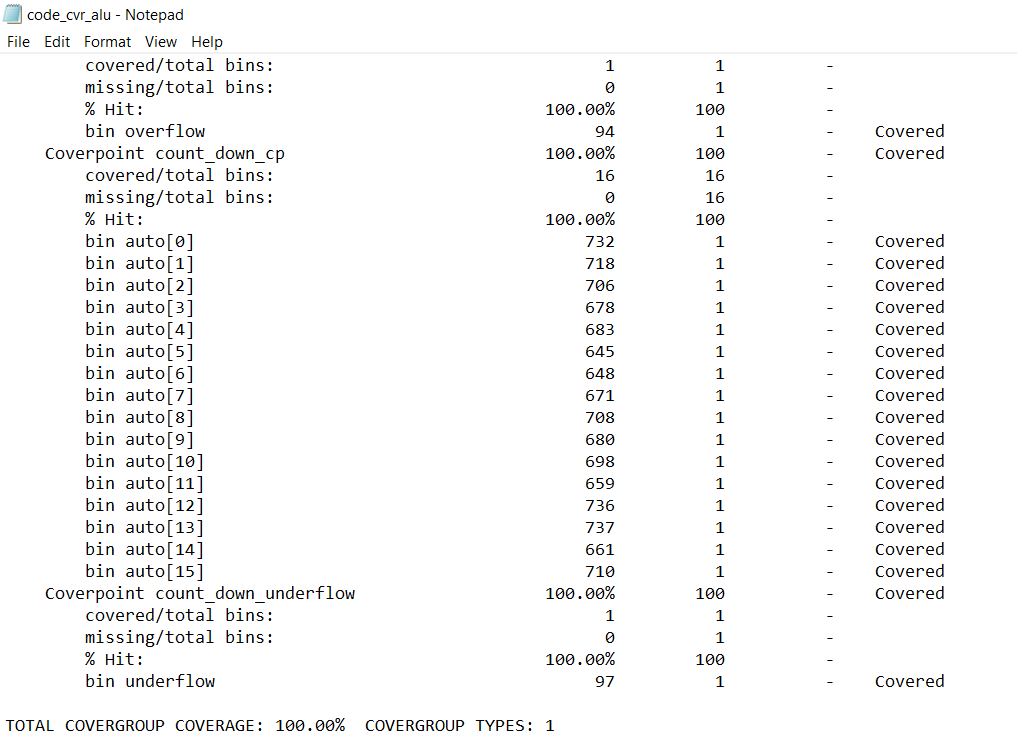 code_cvr_alu - Notepad
File Edit Format View Help
covered/total bins: 1 1 -
missing/total bins: 0 1 -
% Hit: 100.00% 100 -
bin overflow 94 1 - Covered
Coverpoint count_down_cp 100.00% 100 - Covered
covered/total bins: 16 16 -
missing/total bins: 0 16 -
% Hit: 100.00% 100 -
bin auto[0] 732 1 - Covered
bin auto[1] 718 1 - Covered
bin auto[2] 706 1 - Covered
bin auto[3] 678 1 - Covered
bin auto[4] 683 1 - Covered
bin auto[5] 645 1 - Covered
bin auto[6] 648 1 - Covered
bin auto[7] 671 1 - Covered
bin auto[8] 708 1 - Covered
bin auto[9] 680 1 - Covered
bin auto[10] 698 1 - Covered
bin auto[11] 659 1 - Covered
bin auto[12] 736 1 - Covered
bin auto[13] 737 1 - Covered
bin auto[14] 661 1 - Covered
bin auto[15] 710 1 - Covered
Coverpoint count_down_underflow 100.00% 100 - Covered
covered/total bins: 1 1 -
missing/total bins: 0 1 -
% Hit: 100.00% 100 -
bin underflow 97 1 - Covered
TOTAL COVERGROUP COVERAGE: 100.00% COVERGROUP TYPES: 1